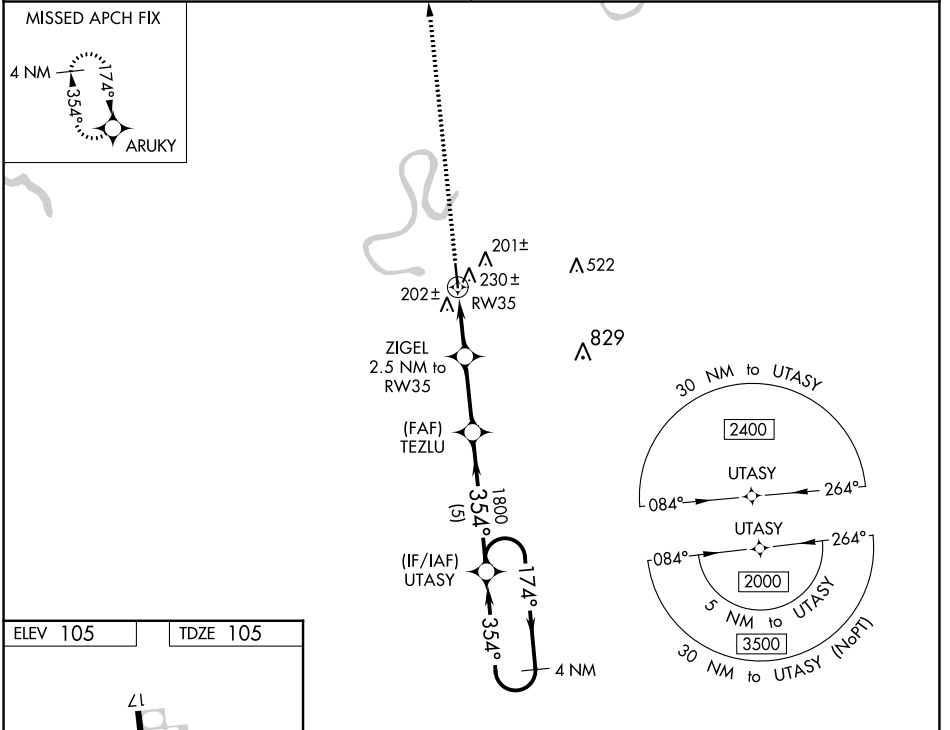 MISSED APCH FIX
4 NM
174°
354°
ARUKY
201±
522
230±
202±
RW35
829
ZIGEL
2.5 NM to
RW35
(FAF)
TEZLU
1800
354°
(5)
(IF/IAF)
UTASY
174°
354°
4 NM
30 NM to UTASY
2400
UTASY
084°
264°
UTASY
084°
264°
2000
5 NM to UTASY
3500
30 NM to UTASY (NoPT)
ELEV 105
TDZE 105
17